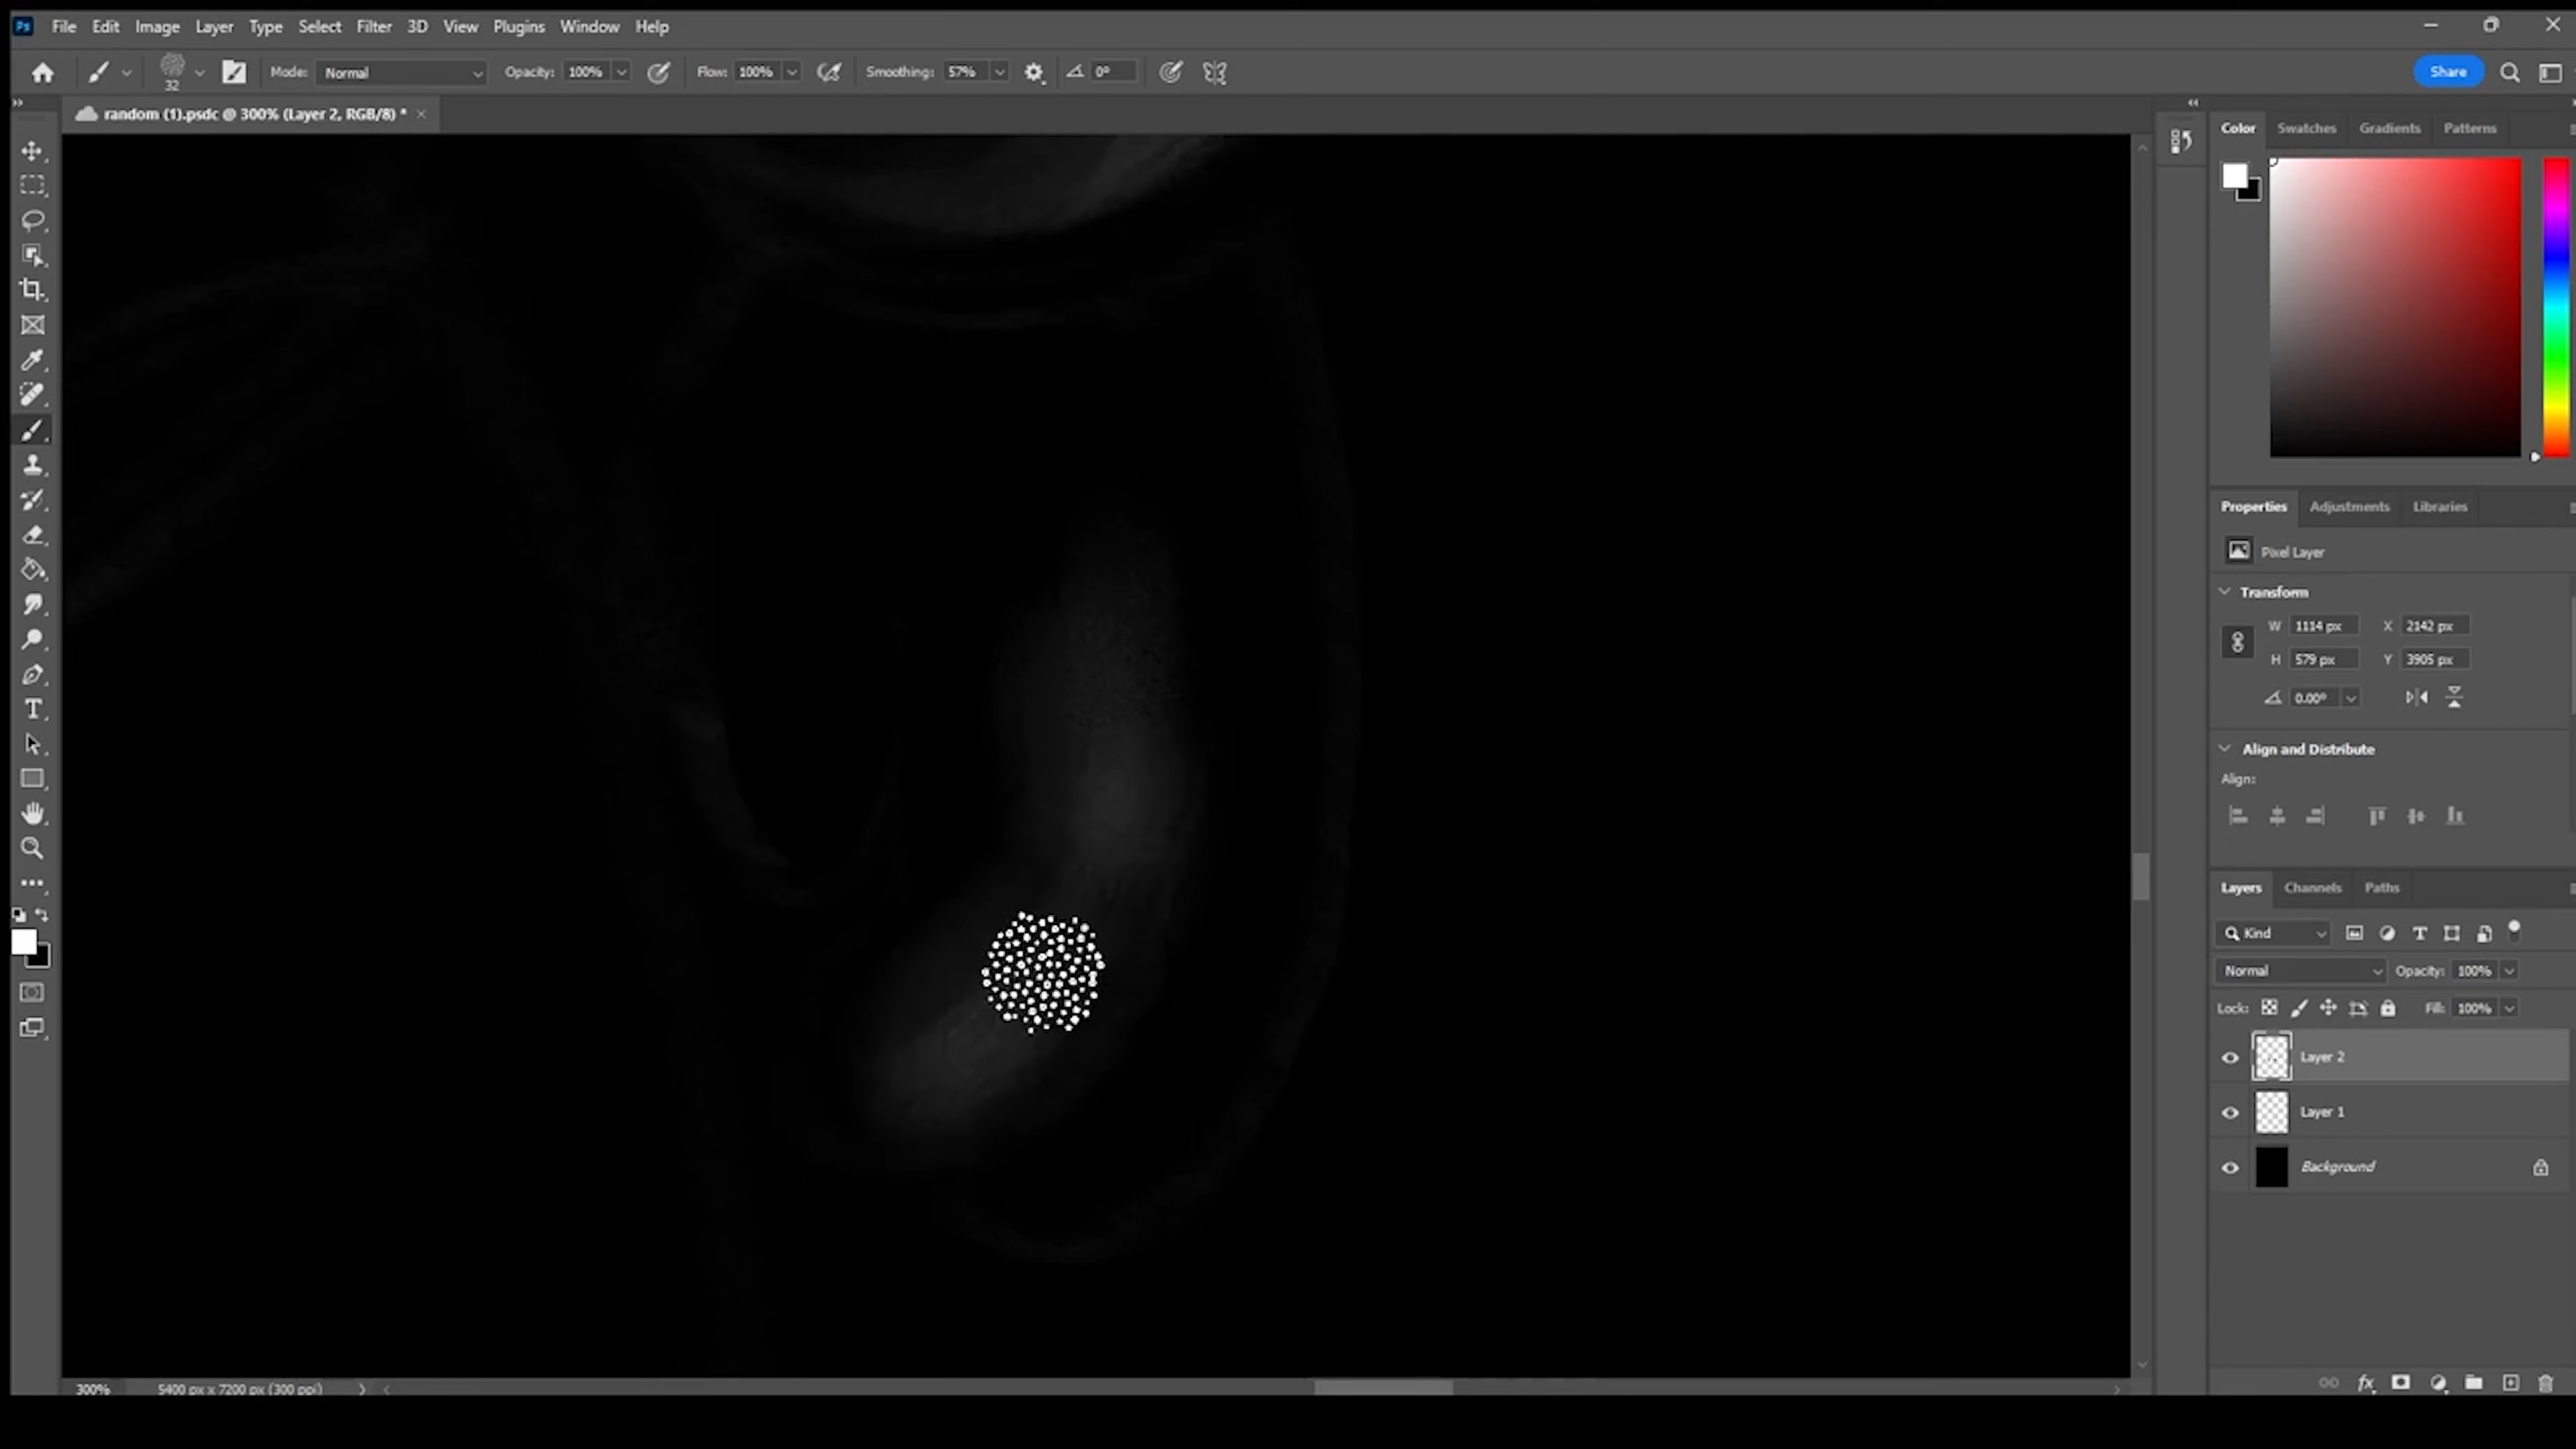 Ps File Edit Image Layer Type Select Filter 3D View Plugins Window Help
32 Mode: Normal Opacity: 100% Flow: 100% Smoothing: 57% 0° Share
random (1).psdc @ 300% (Layer 2, RGB/8) *
Color Swatches Gradients Patterns
Properties Adjustments Libraries
Pixel Layer
Transform
W 1114 px X 2142 px
H 579 px Y 3905 px
0.00°
Align and Distribute
Align:
Layers Channels Paths
Kind
Normal Opacity: 100%
Lock: Fill: 100%
Layer 2
Layer 1
Background
300% 5400 px x 7200 px (300 ppi)
fx